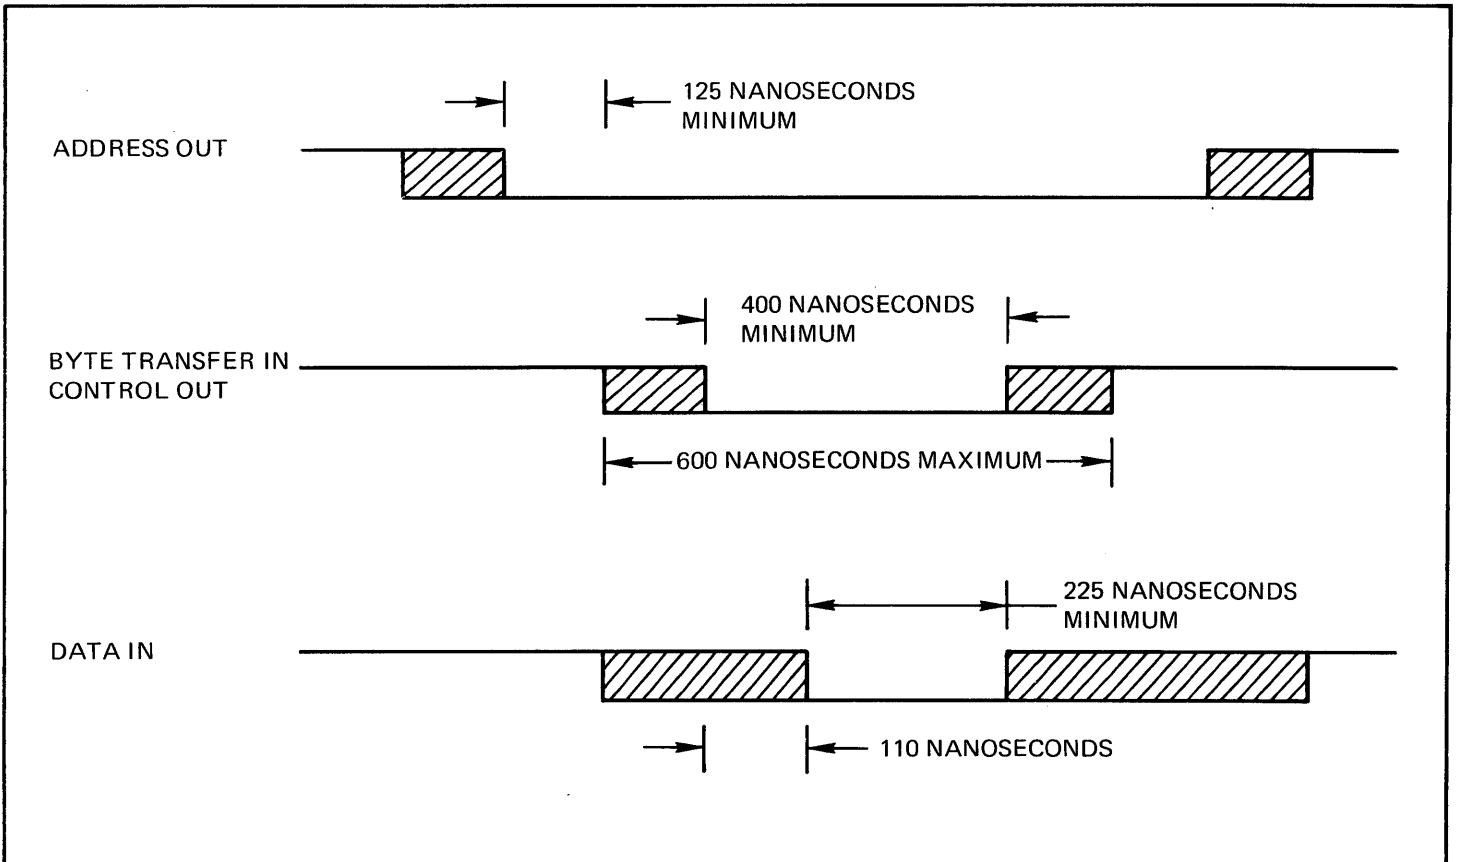 125 NANOSECONDS
MINIMUM
ADDRESS OUT
400 NANOSECONDS
MINIMUM
BYTE TRANSFER IN
CONTROL OUT
600 NANOSECONDS MAXIMUM
225 NANOSECONDS
MINIMUM
DATA IN
110 NANOSECONDS